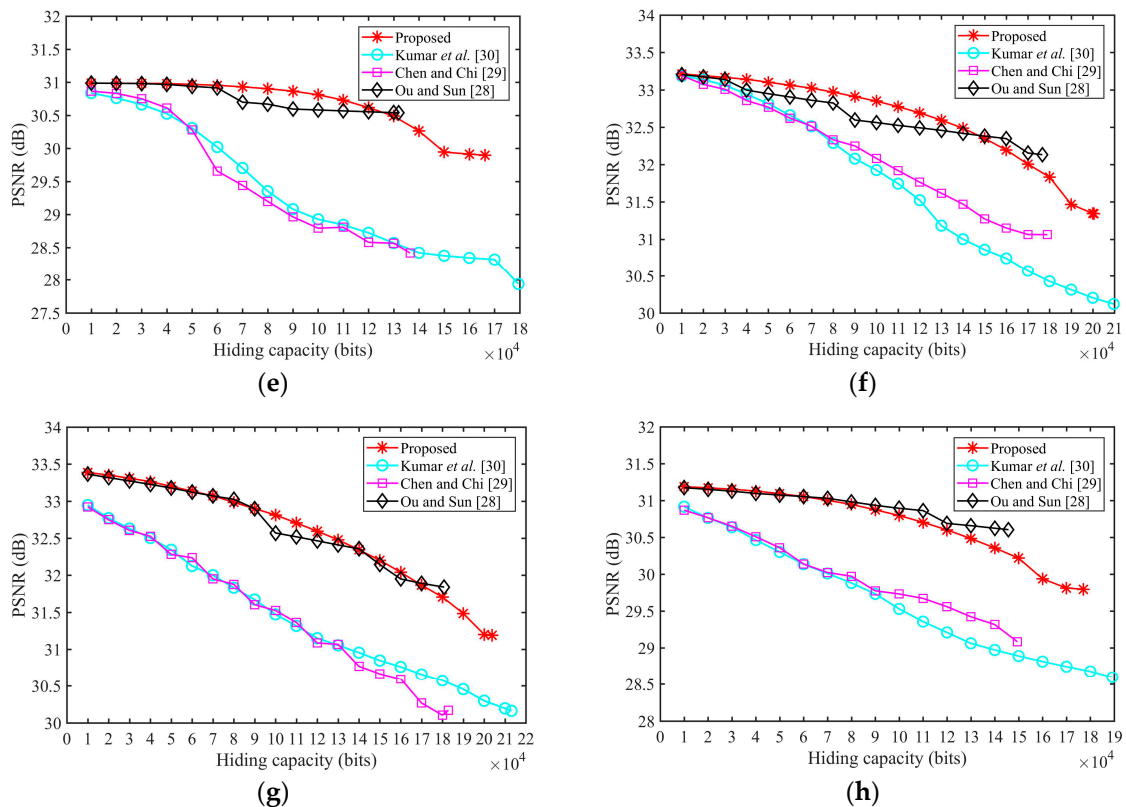 32
31.5
31
30.5
30
29.5
29
28.5
28
27.5
PSNR (dB)
Proposed
Kumar et al. [30]
Chen and Chi [29]
Ou and Sun [28]
0 1 2 3 4 5 6 7 8 9 10 11 12 13 14 15 16 17 18
Hiding capacity (bits)
×10⁴
(e)
34
33.5
33
32.5
32
31.5
31
30.5
30
PSNR (dB)
Proposed
Kumar et al. [30]
Chen and Chi [29]
Ou and Sun [28]
0 1 2 3 4 5 6 7 8 9 10 11 12 13 14 15 16 17 18 19 20 21
Hiding capacity (bits)
×10⁴
(f)
34
33.5
33
32.5
32
31.5
31
30.5
30
PSNR (dB)
Proposed
Kumar et al. [30]
Chen and Chi [29]
Ou and Sun [28]
0 1 2 3 4 5 6 7 8 9 10 11 12 13 14 15 16 17 18 19 20 21 22
Hiding capacity (bits)
×10⁴
(g)
32
31.5
31
30.5
30
29.5
29
28.5
28
PSNR (dB)
Proposed
Kumar et al. [30]
Chen and Chi [29]
Ou and Sun [28]
0 1 2 3 4 5 6 7 8 9 10 11 12 13 14 15 16 17 18 19
Hiding capacity (bits)
×10⁴
(h)